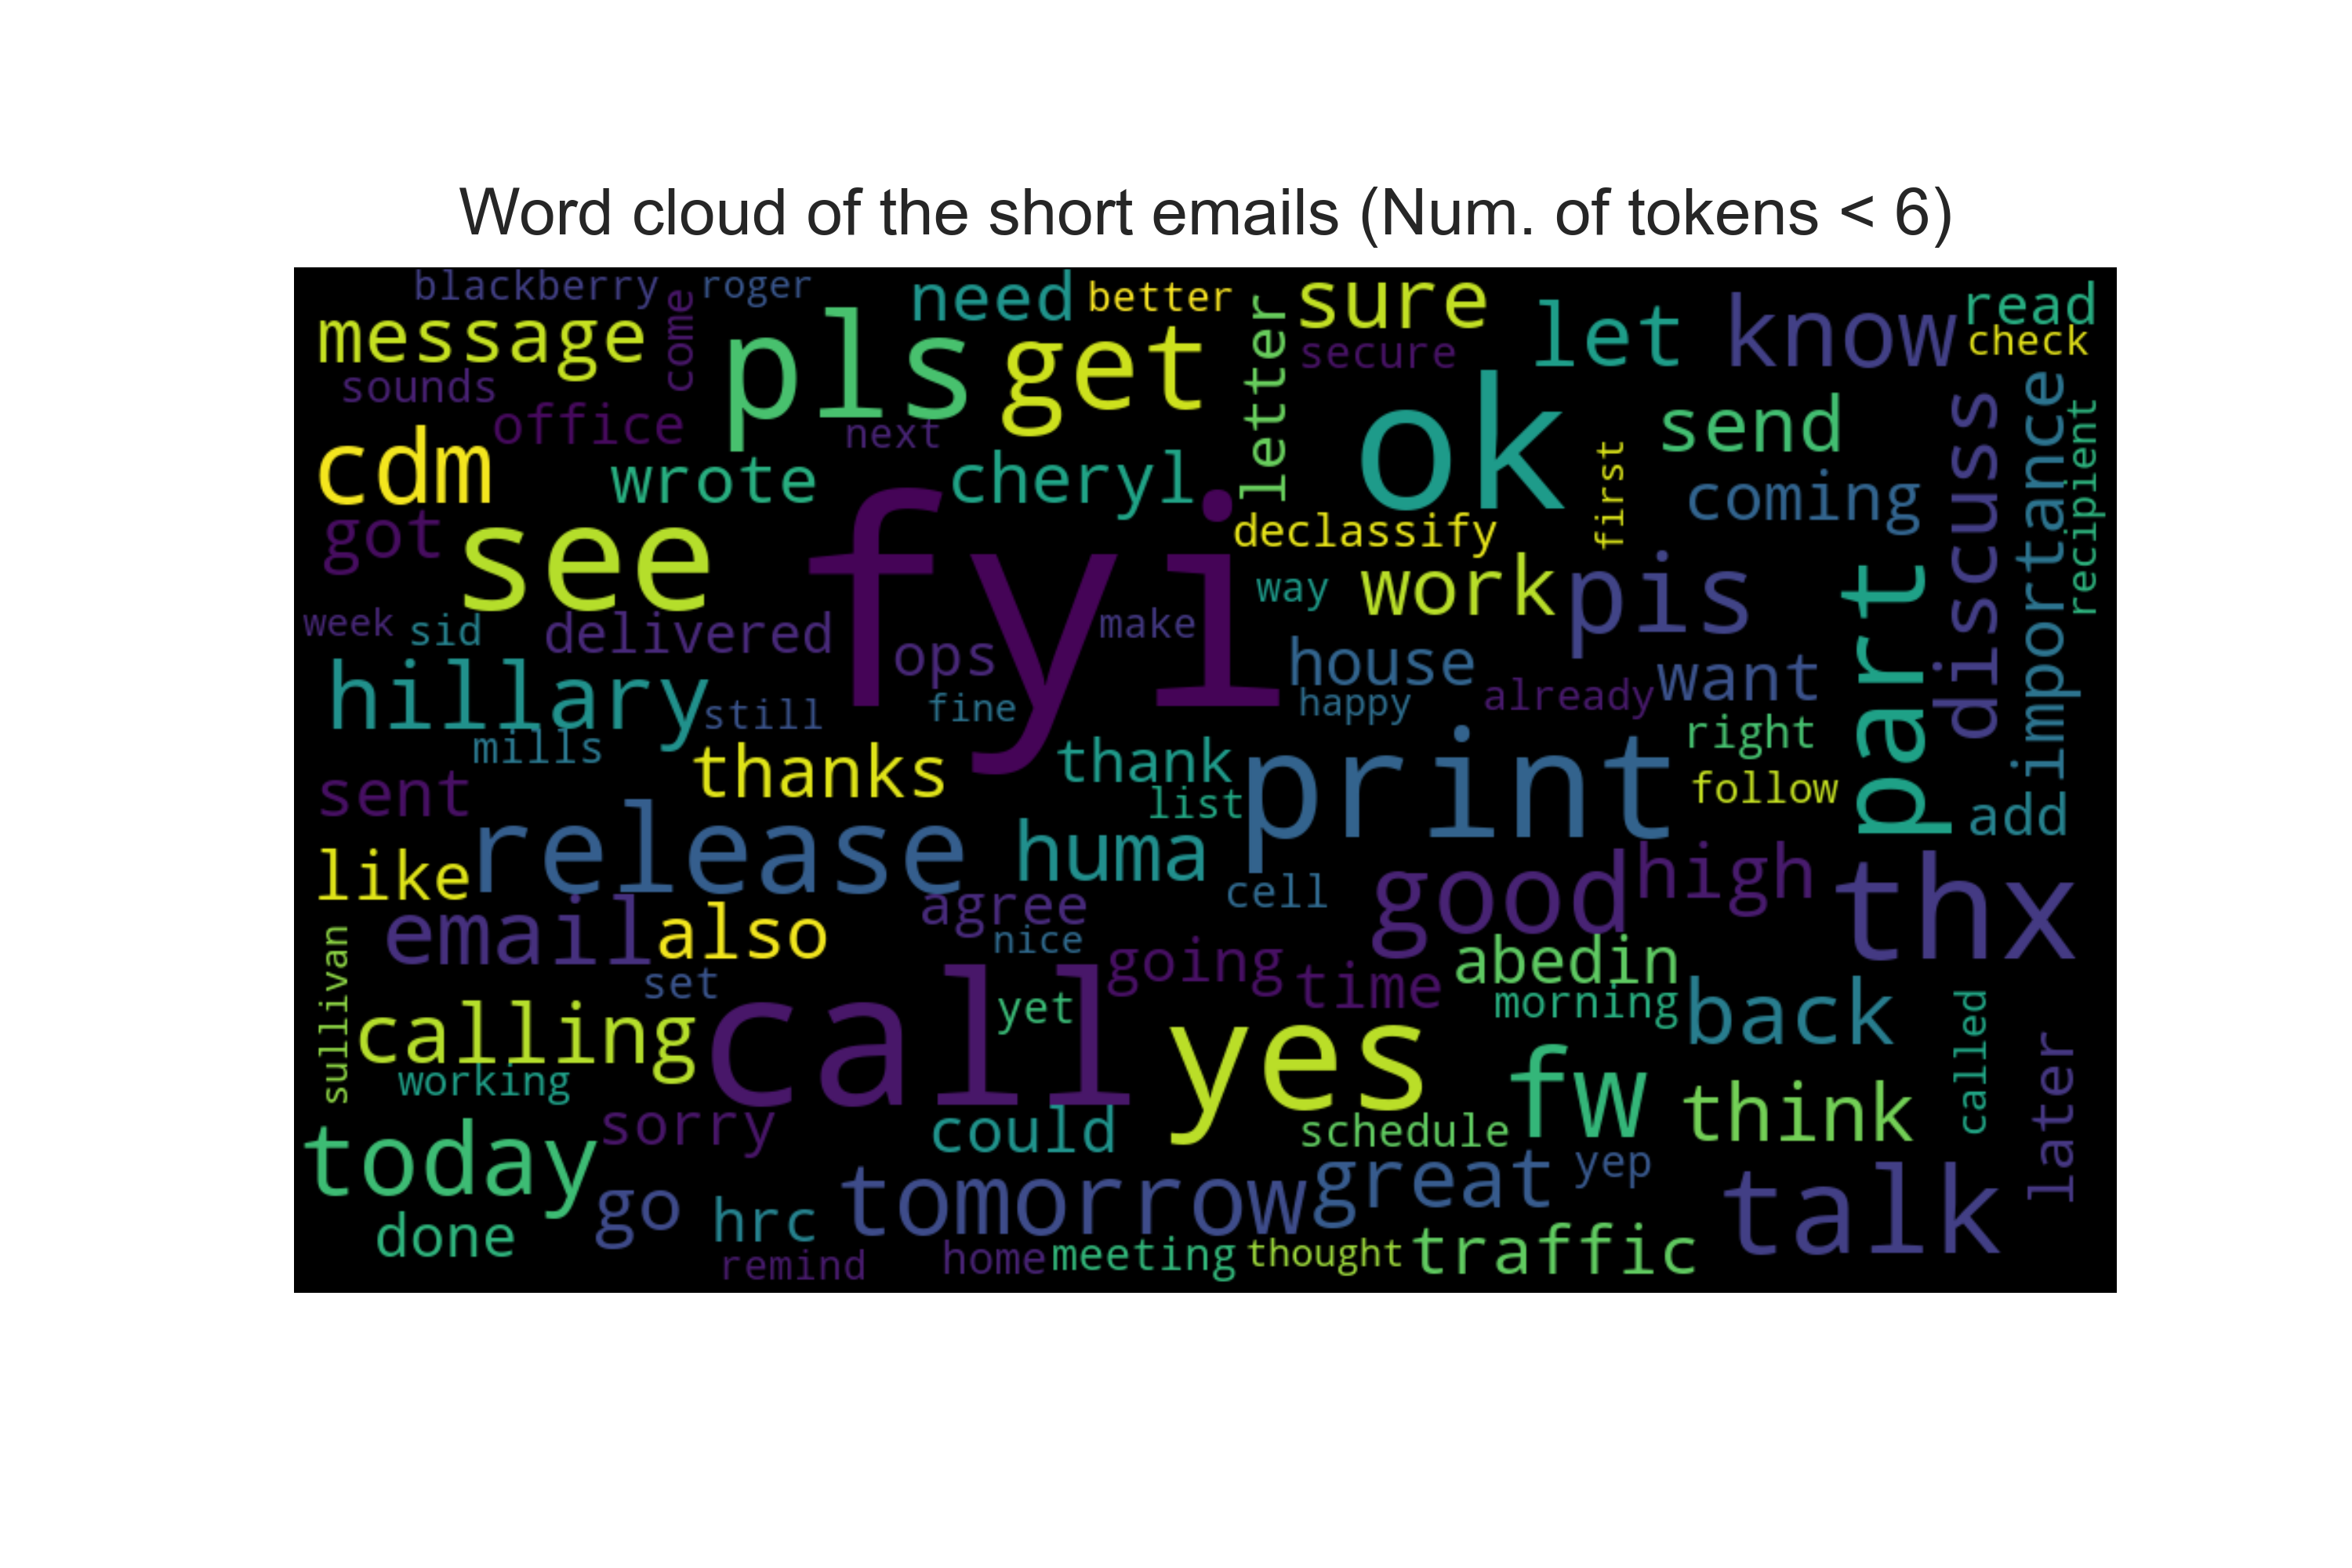 Word cloud of the short emails (Num. of tokens < 6)
blackberry
roger
need
better
sure
read
message
come
pls
get
letter
secure
let
know
check
sounds
office
next
ok
send
discuss
importance
recipient
cdm
wrote
cheryl
first
coming
got
see
fyi
declassify
way
work
pis
part
week
sid
delivered
ops
make
house
want
hillary
still
fine
happy
already
mills
thanks
thank
print
right
sent
list
follow
add
like
release
huma
cell
good
high
thx
email
also
agree
nice
going
time
abedin
sullivan
set
call
yet
morning
back
called
later
calling
working
yes
fw
think
today
sorry
could
schedule
go
hrc
tomorrow
great
yep
talk
done
remind
home
meeting
thought
traffic